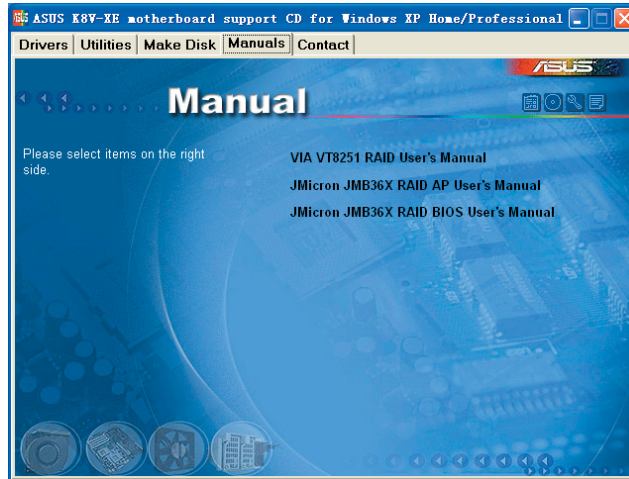 ASUS K8V-XE motherboard support CD for Windows XP Home/Professional
Drivers Utilities Make Disk Manuals Contact
ASUS
Manual
Please select items on the right
side.
VIA VT8251 RAID User's Manual
JMicron JMB36X RAID AP User's Manual
JMicron JMB36X RAID BIOS User's Manual